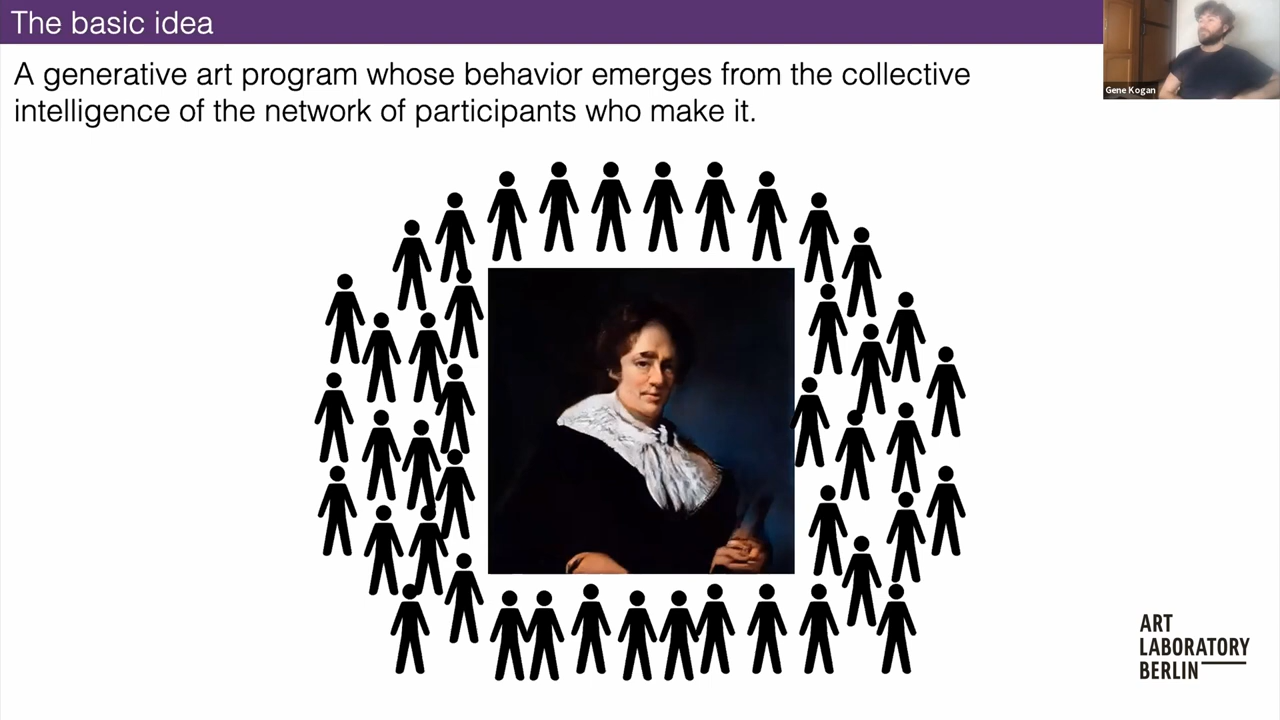 The basic idea
A generative art program whose behavior emerges from the collective
intelligence of the network of participants who make it.
Gene Kogan
ART
LABORATORY
BERLIN